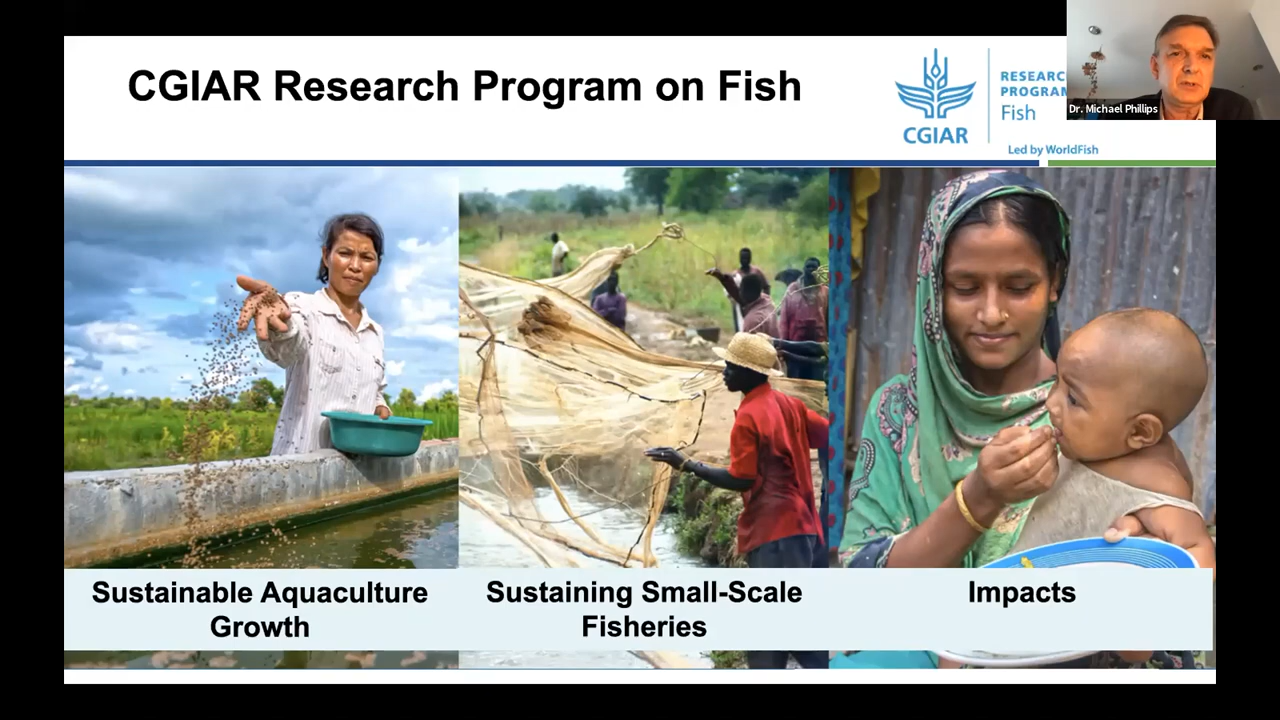 CGIAR Research Program on Fish
CGIAR
PROGRAM
Fish
Led by WorldFish
Dr. Michael Phillips
Sustainable Aquaculture
Growth
Sustaining Small-Scale
Fisheries
Impacts